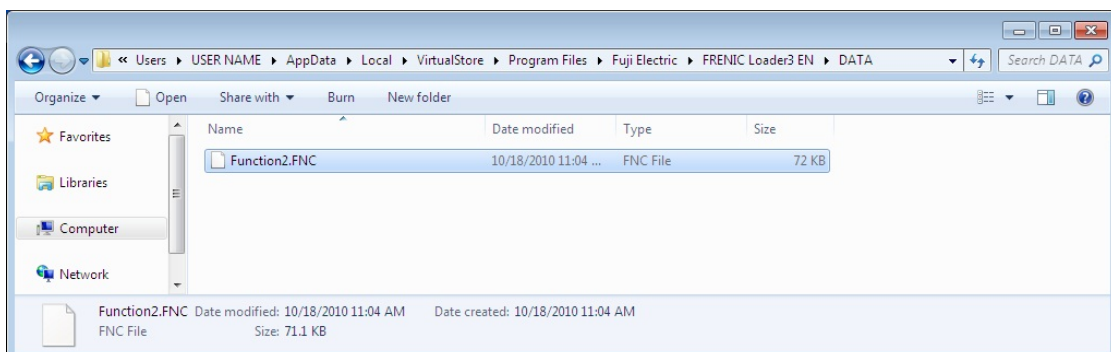 « Users ▸ USER NAME ▸ AppData ▸ Local ▸ VirtualStore ▸ Program Files ▸ Fuji Electric ▸ FRENIC Loader3 EN ▸ DATA Search DATA
Organize Open Share with Burn New folder
Favorites Name Date modified Type Size
Function2.FNC 10/18/2010 11:04 ... FNC File 72 KB
Libraries
Computer
Network
Function2.FNC Date modified: 10/18/2010 11:04 AM Date created: 10/18/2010 11:04 AM
FNC File Size: 71.1 KB